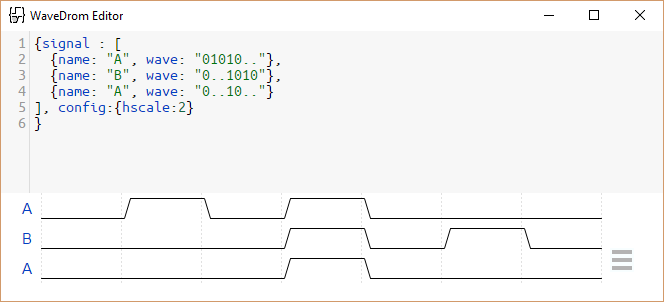 WaveDrom Editor
1 {signal : [
2   {name: "A", wave: "01010.."},
3   {name: "B", wave: "0..1010"},
4   {name: "A", wave: "0..10.."}
5 ], config:{hscale:2}
6 }
A
B
A